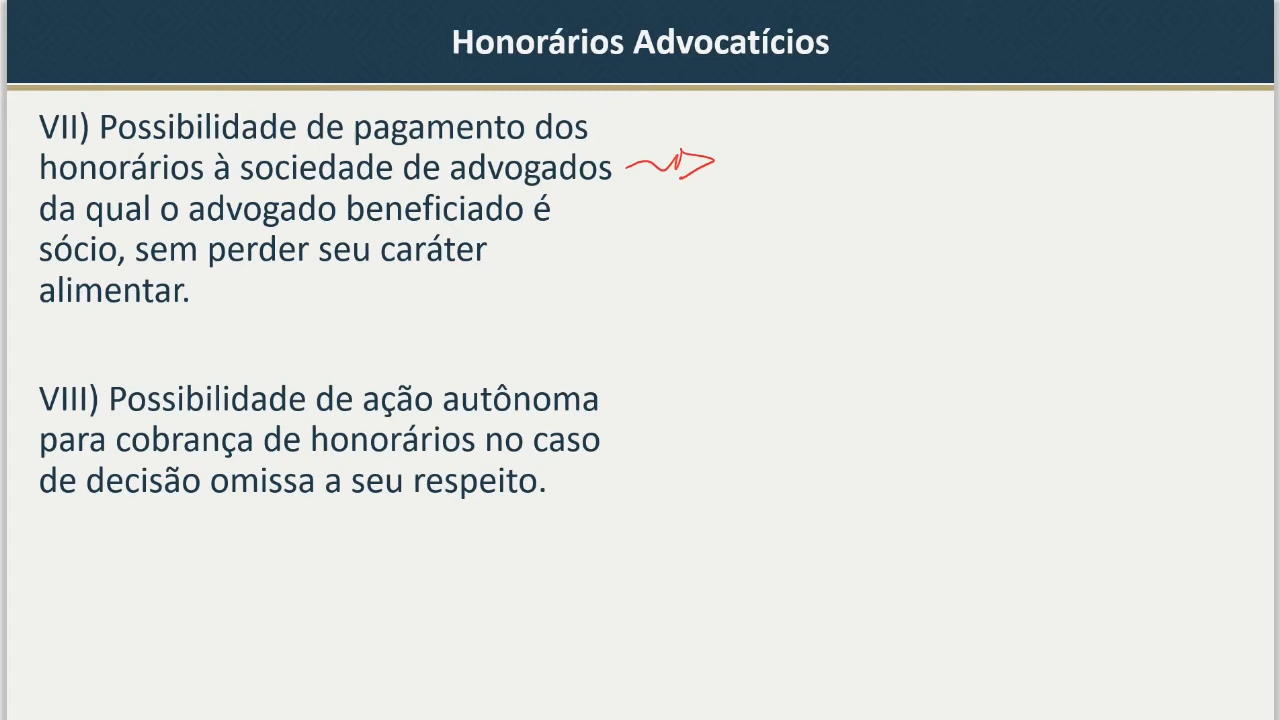 Honorários Advocatícios
VII) Possibilidade de pagamento dos
honorários à sociedade de advogados
da qual o advogado beneficiado é
sócio, sem perder seu caráter
alimentar.
VIII) Possibilidade de ação autônoma
para cobrança de honorários no caso
de decisão omissa a seu respeito.